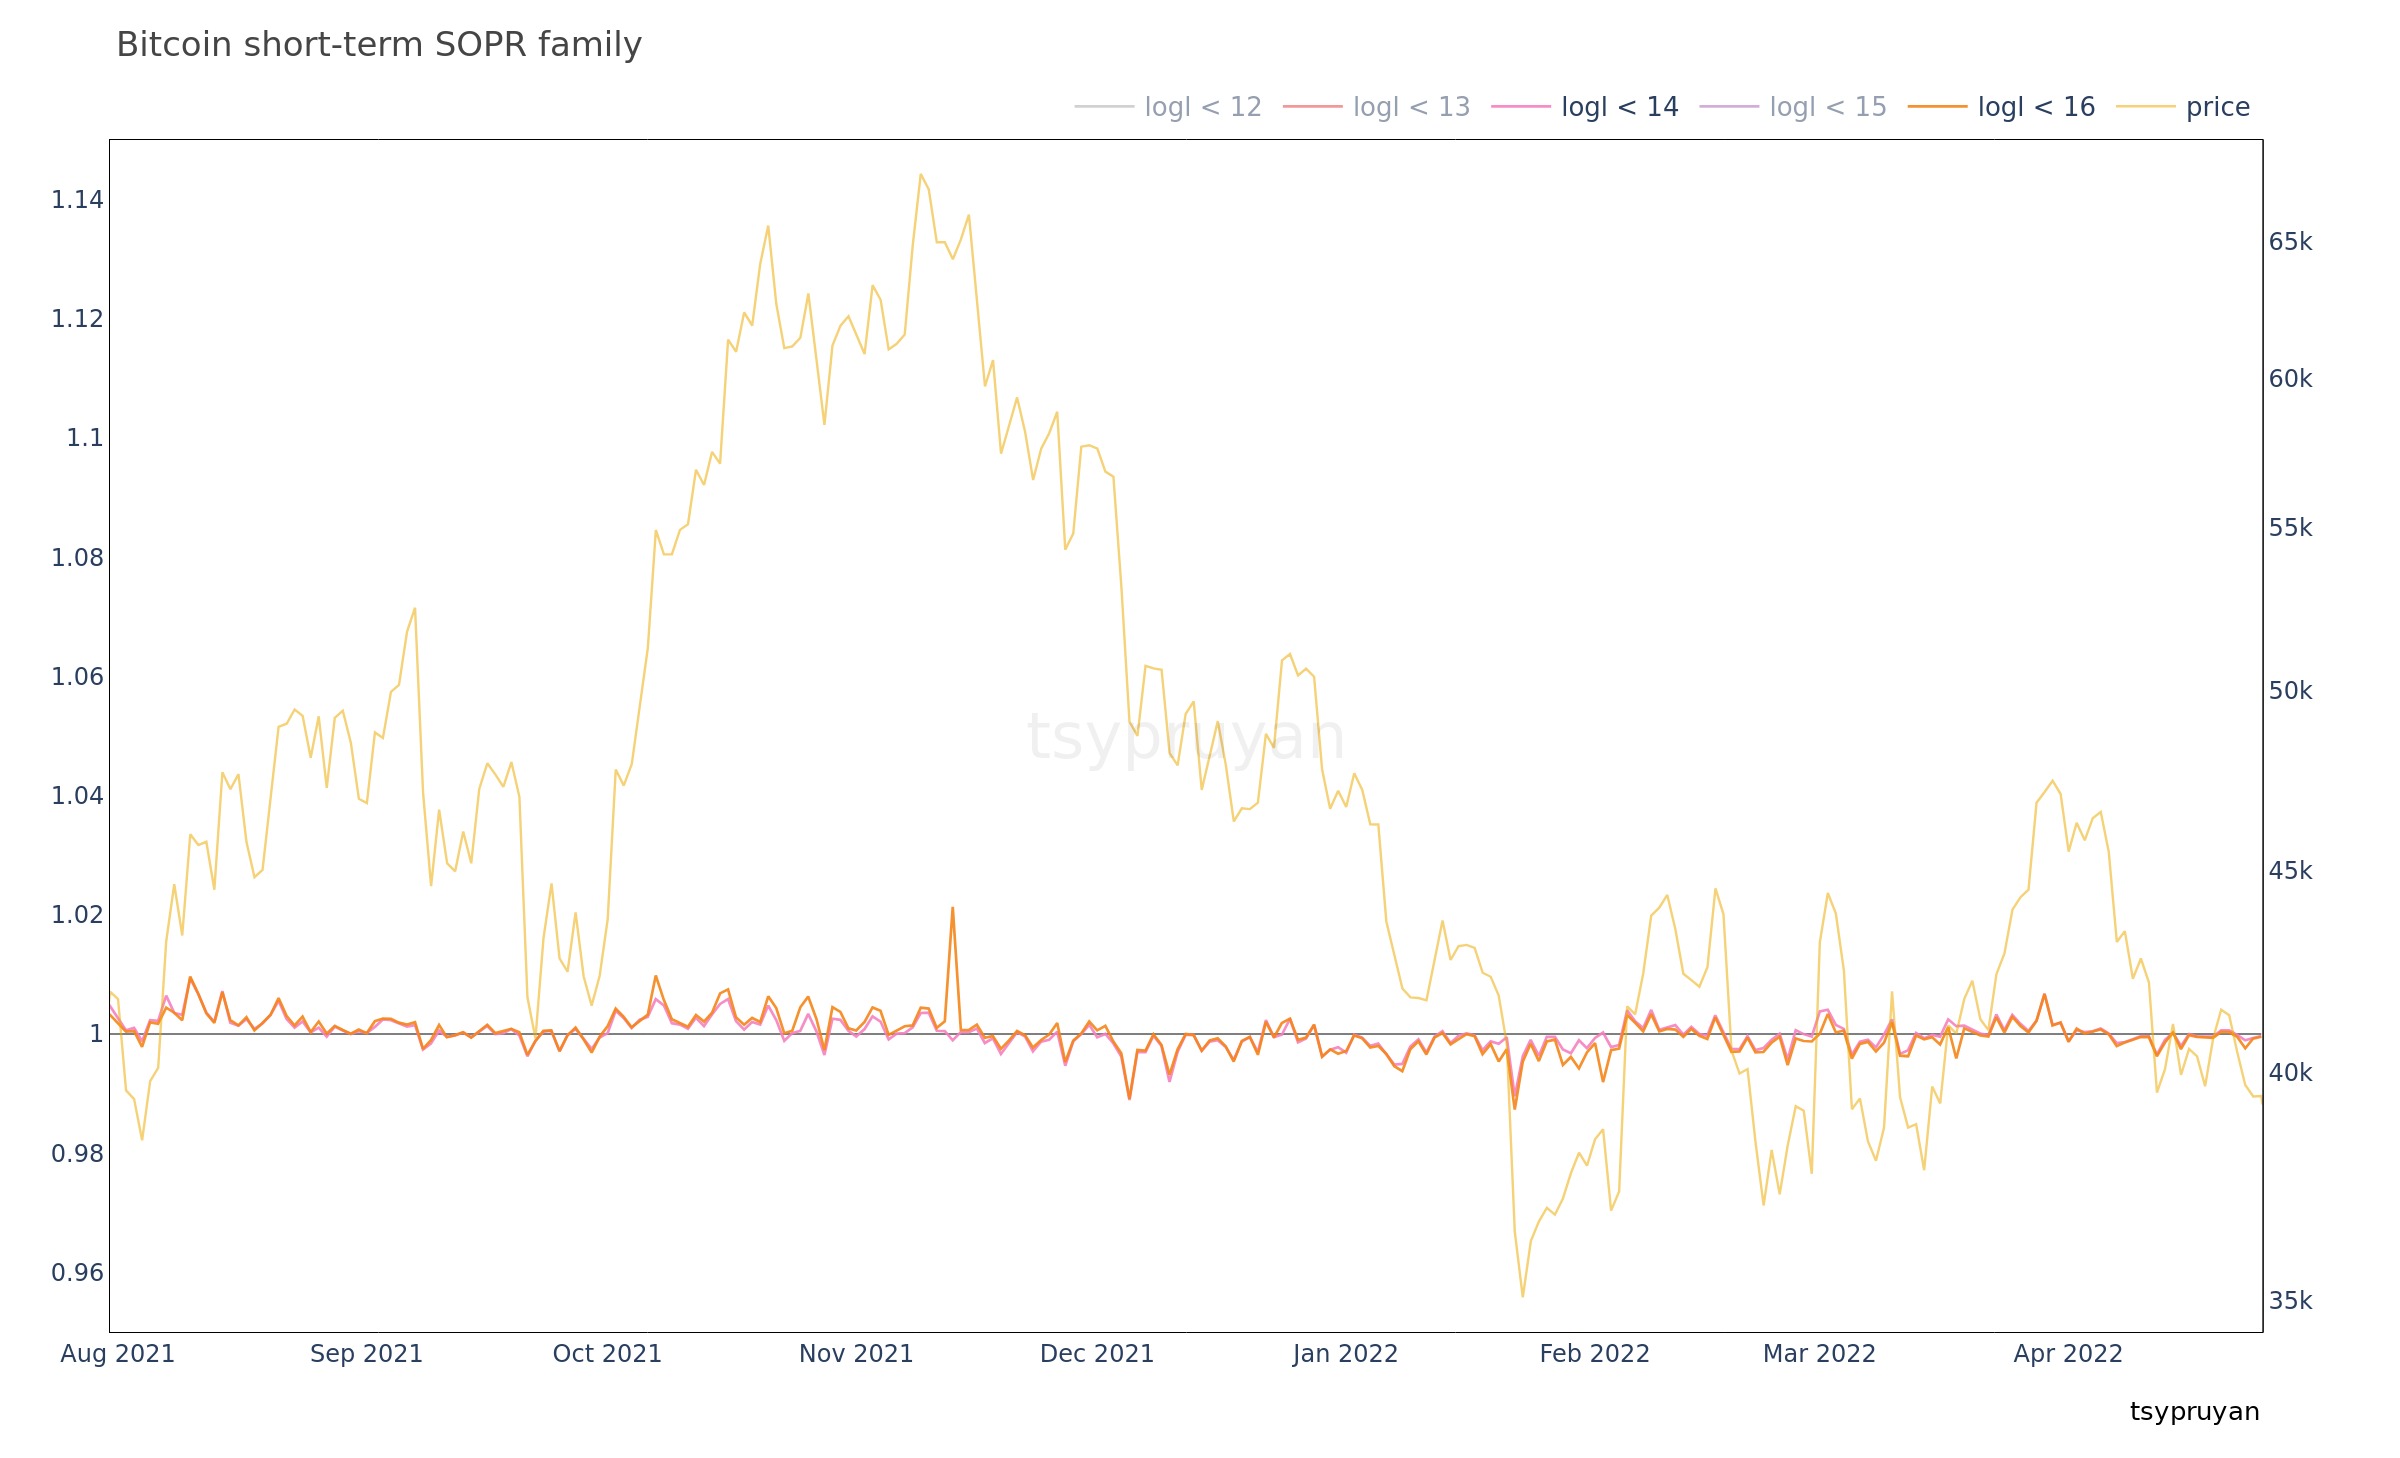 Bitcoin short-term SOPR family
logl < 12 logl < 13 logl < 14 logl < 15 logl < 16 price
1.14
1.12
1.1
1.08
1.06
1.04
1.02
1
0.98
0.96
65k
60k
55k
50k
45k
40k
35k
tsypruyan
Aug 2021 Sep 2021 Oct 2021 Nov 2021 Dec 2021 Jan 2022 Feb 2022 Mar 2022 Apr 2022
tsypruyan